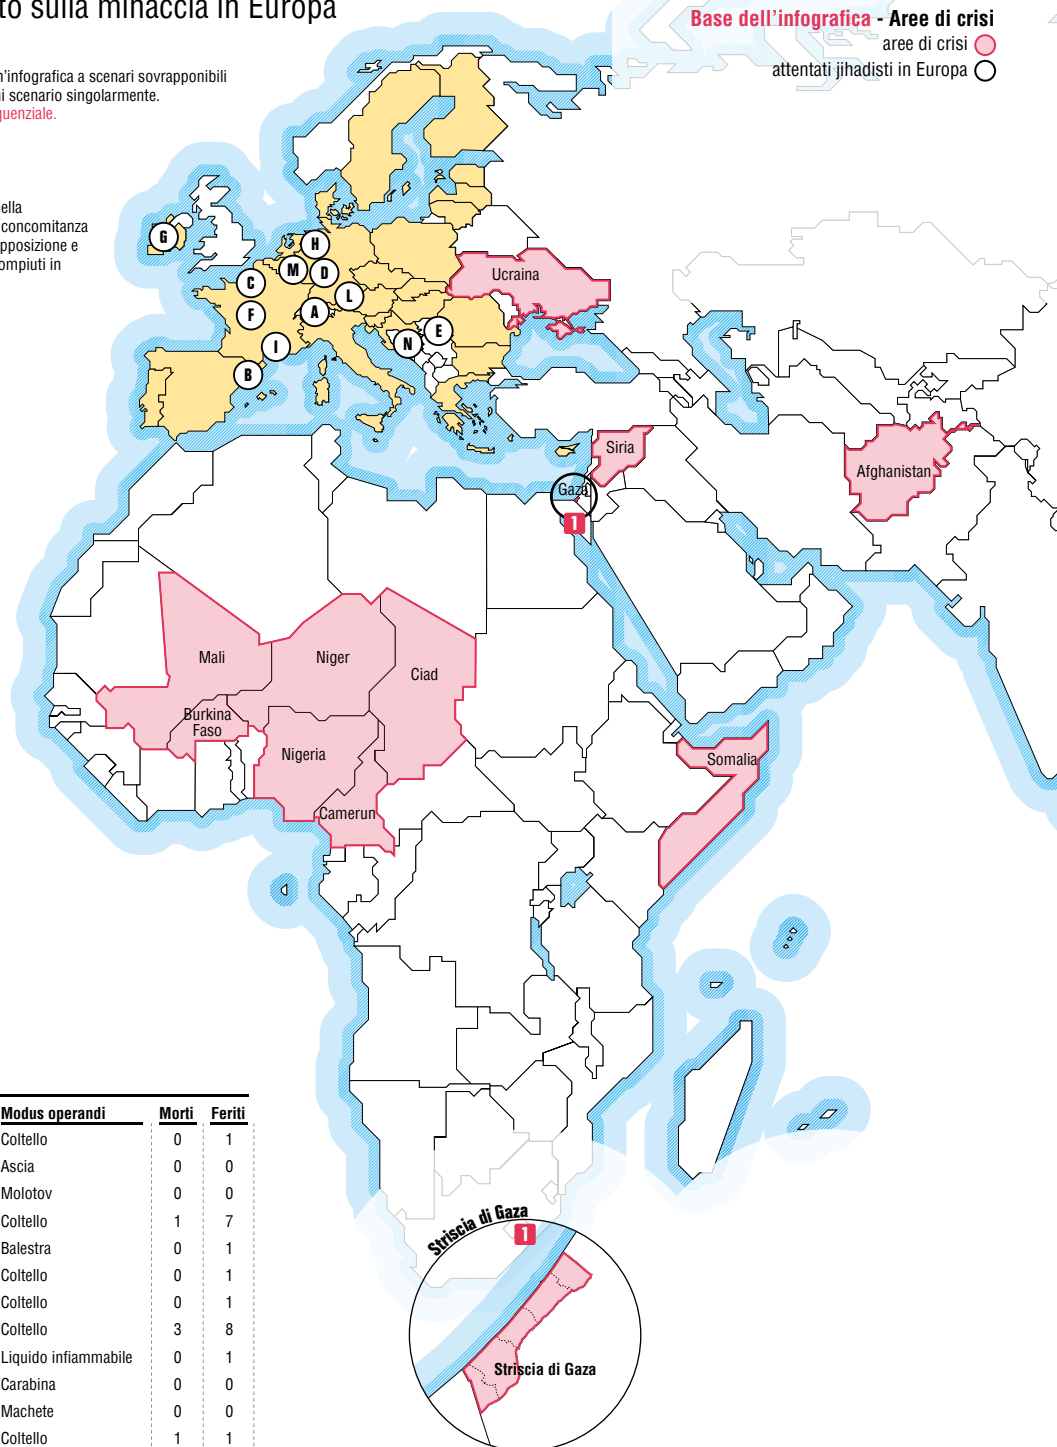 to sulla minaccia in Europa
Base dell'infografica - Aree di crisi
aree di crisi
attentati jihadisti in Europa
n'infografica a scenari sovrapponibili
ni scenario singolarmente.
quenziale.
ella
concomitanza
pposizione e
ompiuti in
G
H
M
D
C
L
F
A
E
N
I
B
Ucraina
Siria
Gaza
1
Afghanistan
Mali
Niger
Ciad
Burkina
Faso
Nigeria
Camerun
Somalia
Modus operandi Morti Feriti
Coltello 0 1
Ascia 0 0
Molotov 0 0
Coltello 1 7
Balestra 0 1
Coltello 0 1
Coltello 0 1
Coltello 3 8
Liquido infiammabile 0 1
Carabina 0 0
Machete 0 0
Coltello 1 1
Striscia di Gaza
1
Striscia di Gaza